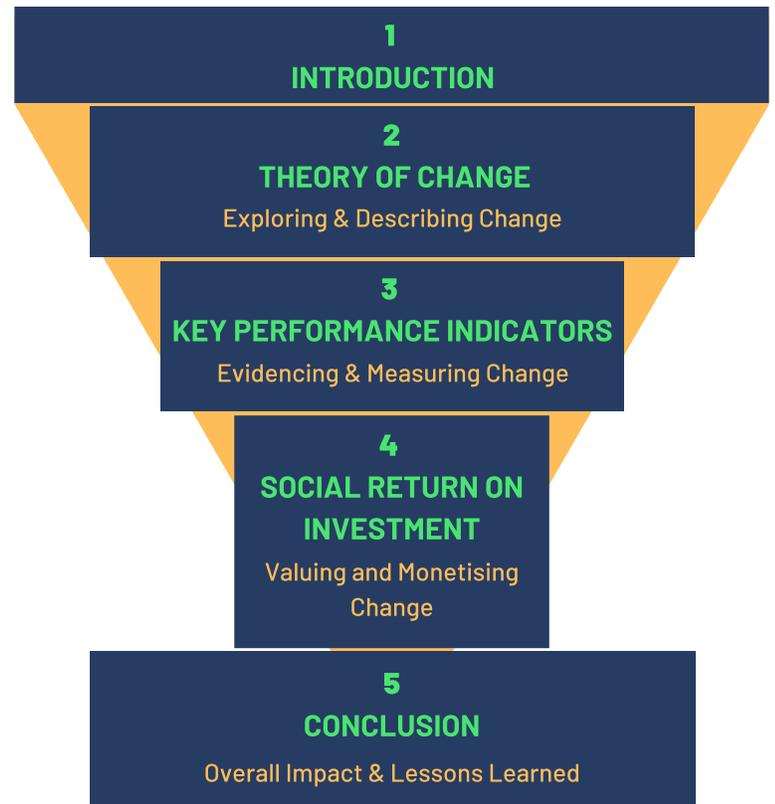 1
INTRODUCTION
2
THEORY OF CHANGE
Exploring & Describing Change
3
KEY PERFORMANCE INDICATORS
Evidencing & Measuring Change
4
SOCIAL RETURN ON
INVESTMENT
Valuing and Monetising
Change
5
CONCLUSION
Overall Impact & Lessons Learned